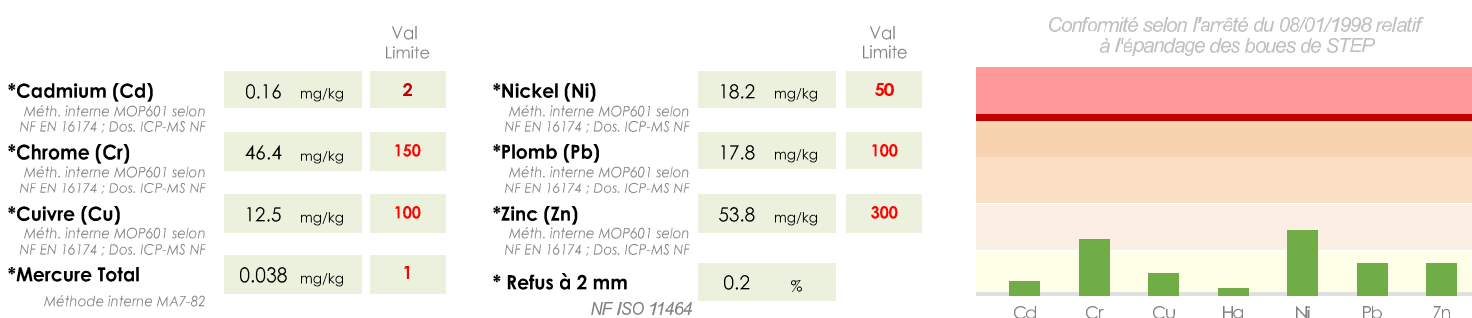 Val
Limite
*Cadmium (Cd) 0.16 mg/kg 2
Méth. interne MOP601 selon
NF EN 16174 ; Dos. ICP-MS NF
*Chrome (Cr) 46.4 mg/kg 150
Méth. interne MOP601 selon
NF EN 16174 ; Dos. ICP-MS NF
*Cuivre (Cu) 12.5 mg/kg 100
Méth. interne MOP601 selon
NF EN 16174 ; Dos. ICP-MS NF
*Mercure Total 0.038 mg/kg 1
Méthode interne MA7-82
Val
Limite
*Nickel (Ni) 18.2 mg/kg 50
Méth. interne MOP601 selon
NF EN 16174 ; Dos. ICP-MS NF
*Plomb (Pb) 17.8 mg/kg 100
Méth. interne MOP601 selon
NF EN 16174 ; Dos. ICP-MS NF
*Zinc (Zn) 53.8 mg/kg 300
Méth. interne MOP601 selon
NF EN 16174 ; Dos. ICP-MS NF
* Refus à 2 mm 0.2 %
NF ISO 11464
Conformité selon l'arrêté du 08/01/1998 relatif
à l'épandage des boues de STEP
Cd Cr Cu Hg Ni Pb Zn